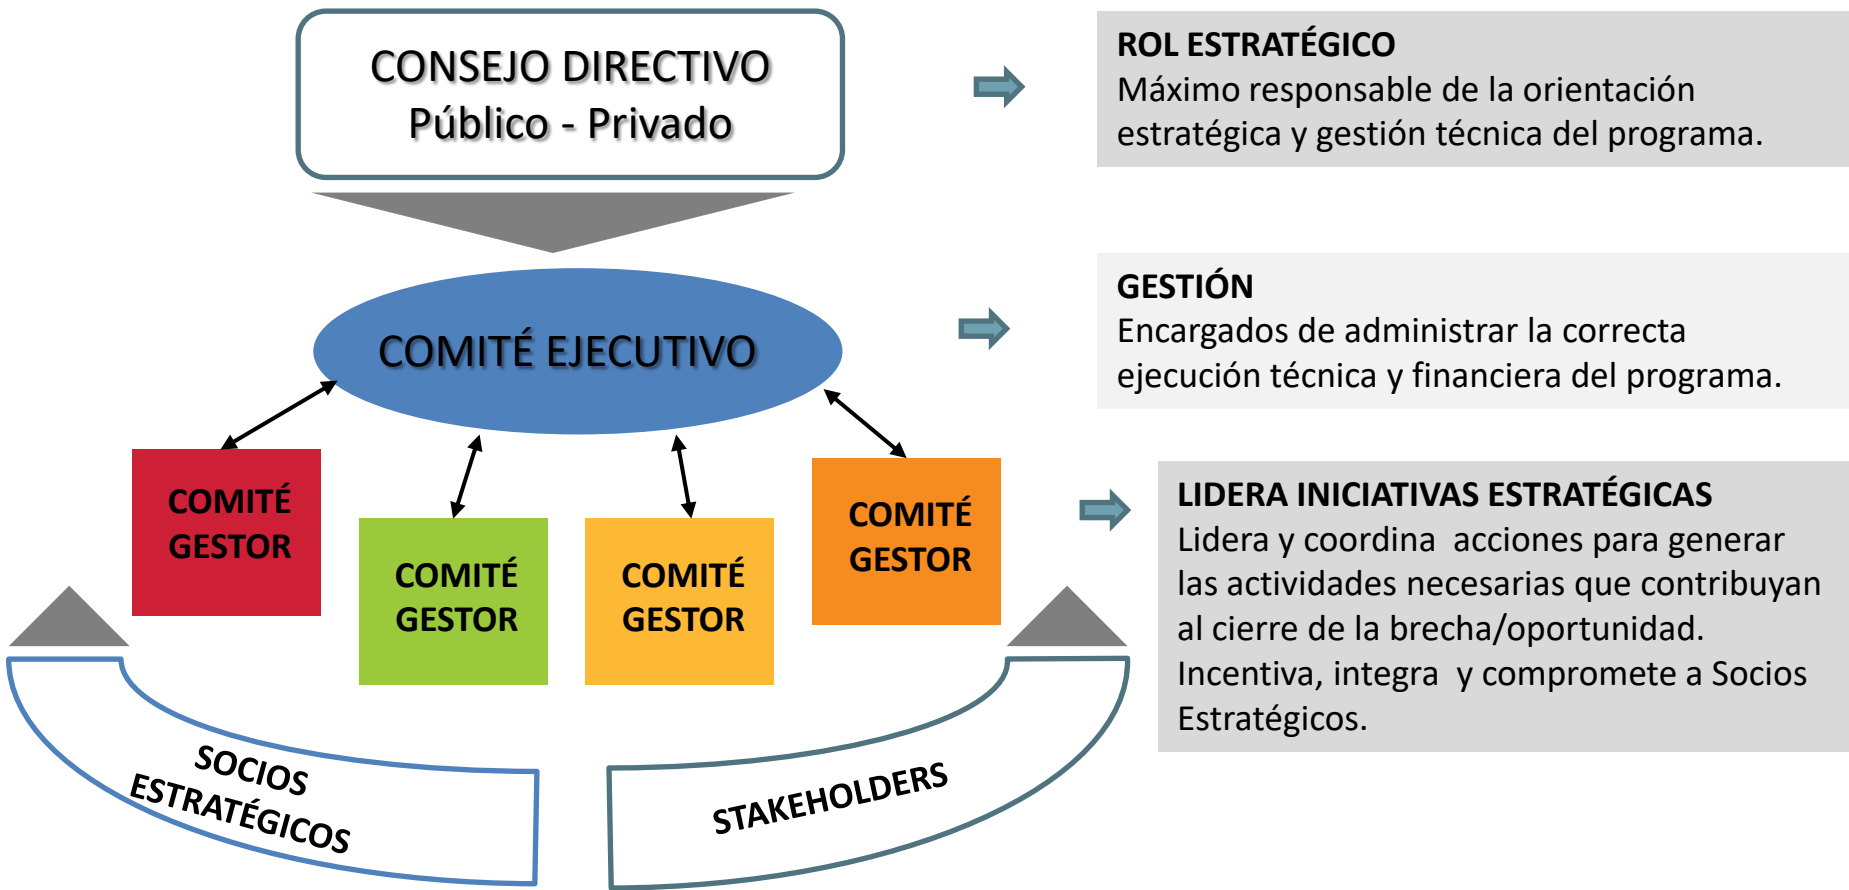 CONSEJO DIRECTIVO
Público - Privado
ROL ESTRATÉGICO
Máximo responsable de la orientación
estratégica y gestión técnica del programa.
COMITÉ EJECUTIVO
GESTIÓN
Encargados de administrar la correcta
ejecución técnica y financiera del programa.
COMITÉ
GESTOR
COMITÉ
GESTOR
COMITÉ
GESTOR
COMITÉ
GESTOR
LIDERA INICIATIVAS ESTRATÉGICAS
Lidera y coordina  acciones para generar
las actividades necesarias que contribuyan
al cierre de la brecha/oportunidad.
Incentiva, integra  y compromete a Socios
Estratégicos.
SOCIOS
ESTRATÉGICOS
STAKEHOLDERS